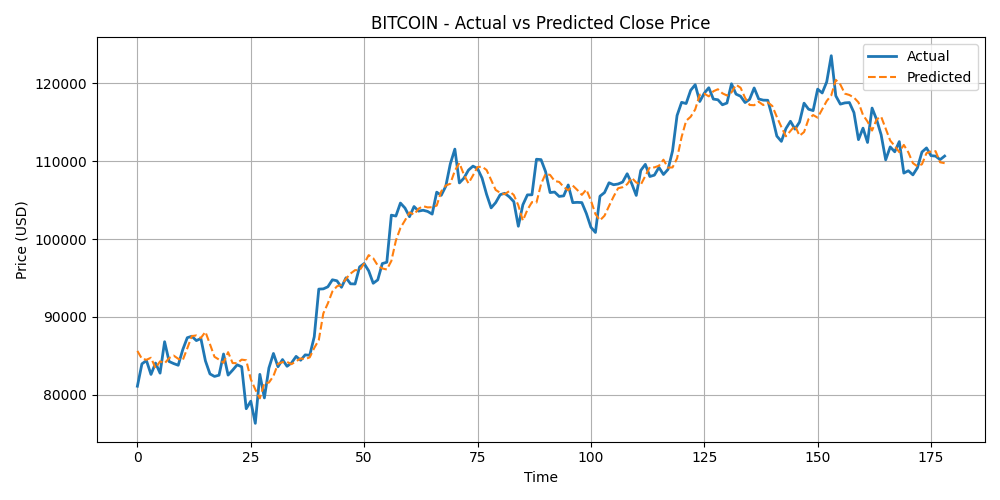 BITCOIN - Actual vs Predicted Close Price
Actual
Predicted
Price (USD)
120000
110000
100000
90000
80000
0 25 50 75 100 125 150 175
Time